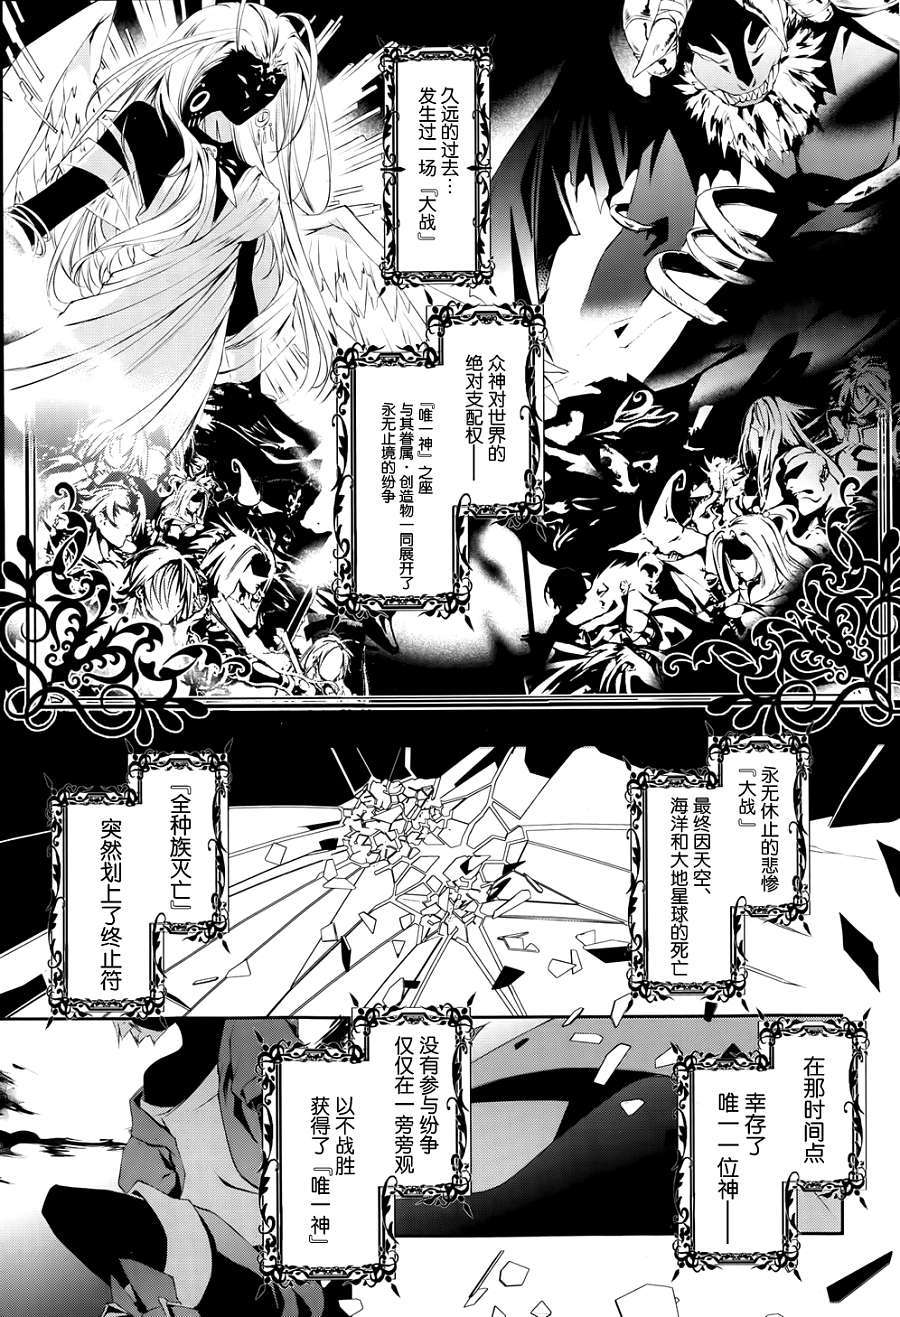 久远的过去…
发生过一场『大战』
众神对世界的
绝对支配权——
『唯一神』之座
与其眷属·创造物一同展开了
永无止境的纷争
永无休止的悲惨
『大战』
最终因天空、
海洋和大地星球的死亡
『全种族灭亡』
突然划上了终止符
在那时间点
幸存了
唯一一位神——
没有参与纷争
仅仅在一旁旁观
以不战胜
获得了『唯一神』